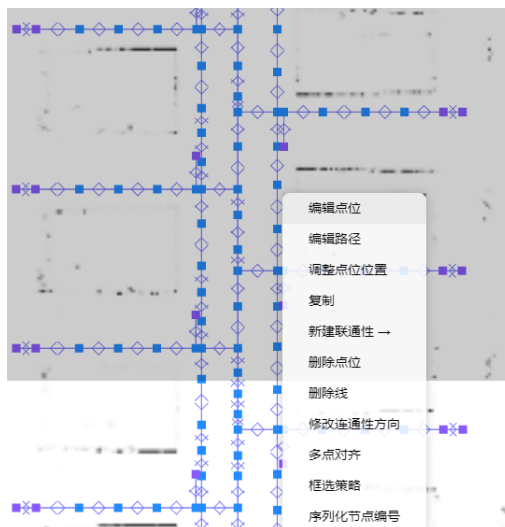 编辑点位
编辑路径
调整点位位置
复制
新建联通性 →
删除点位
删除线
修改连通性方向
多点对齐
框选策略
序列化节点编号